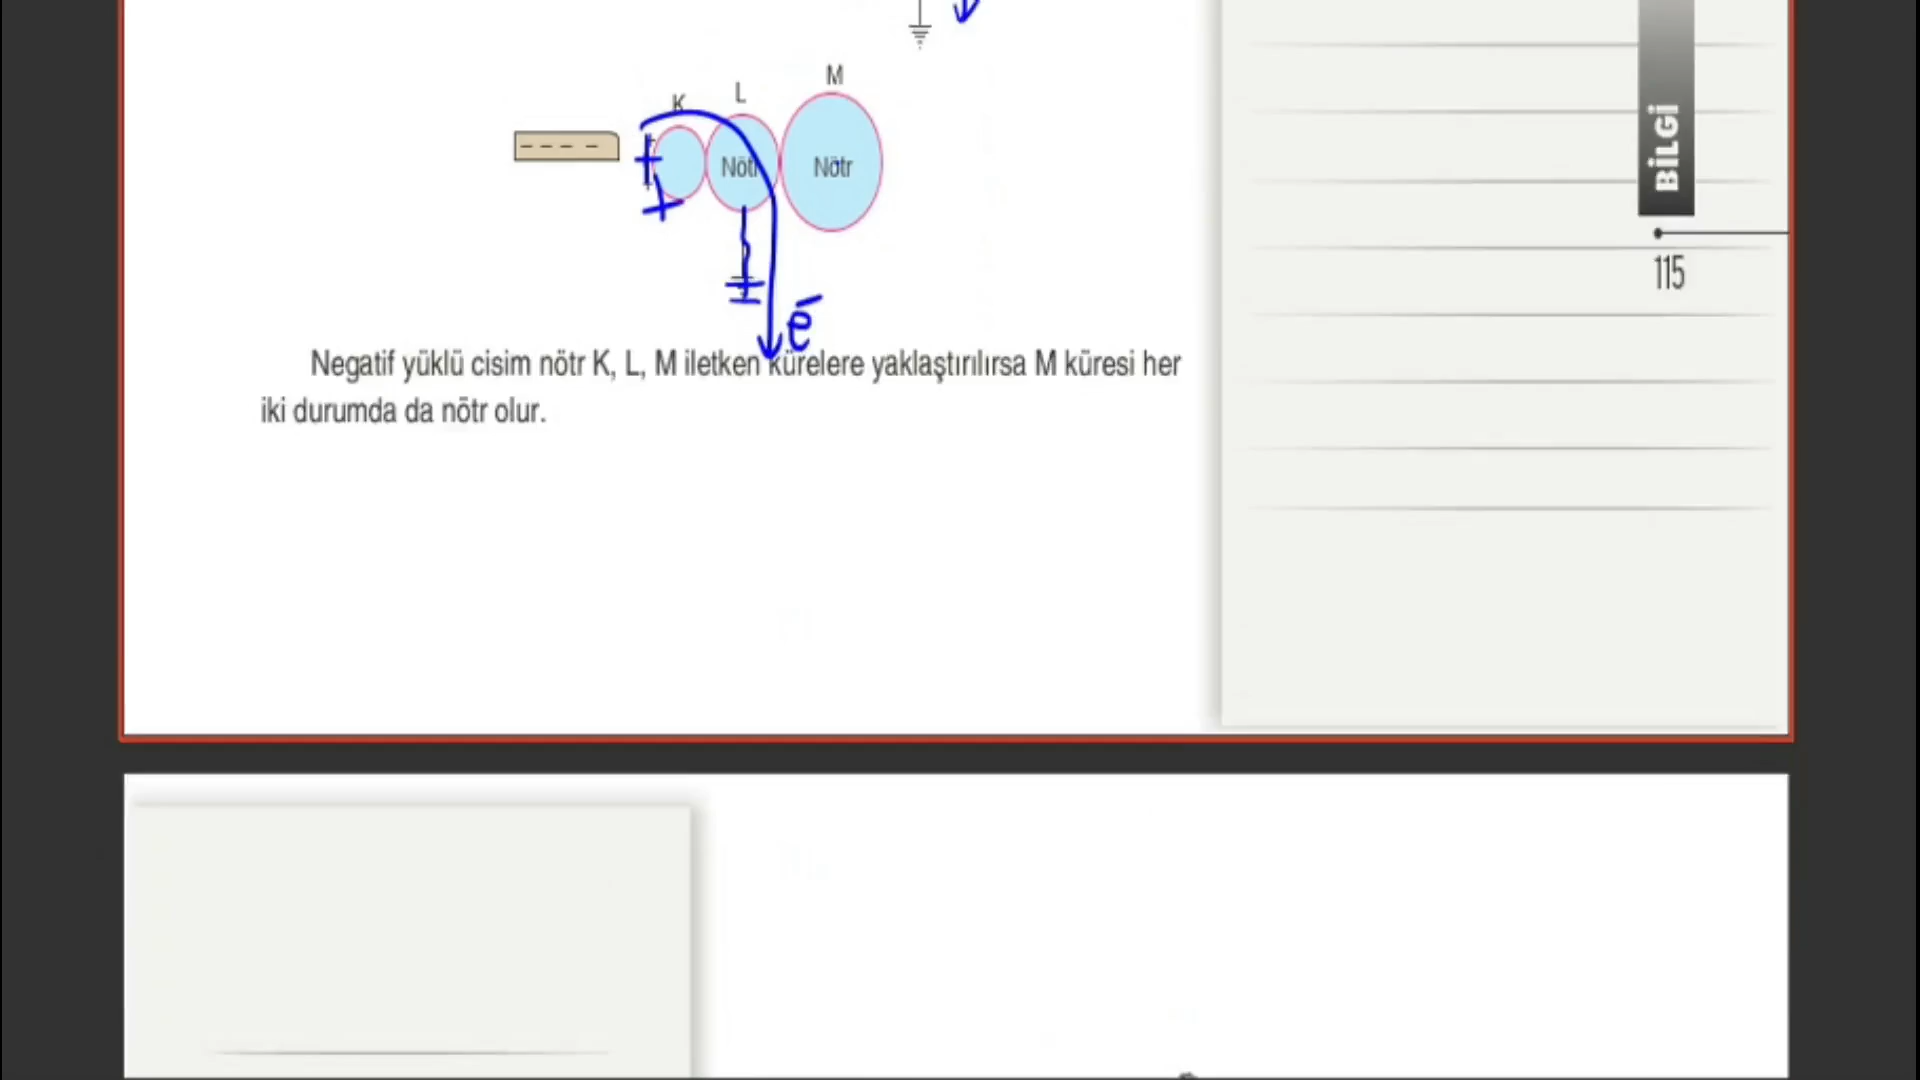 M
L
K
- - - -
Nötr
Nötr
ē
Negatif yüklü cisim nötr K, L, M iletken kürelere yaklaştırılırsa M küresi her
iki durumda da nötr olur.
BİLGİ
115